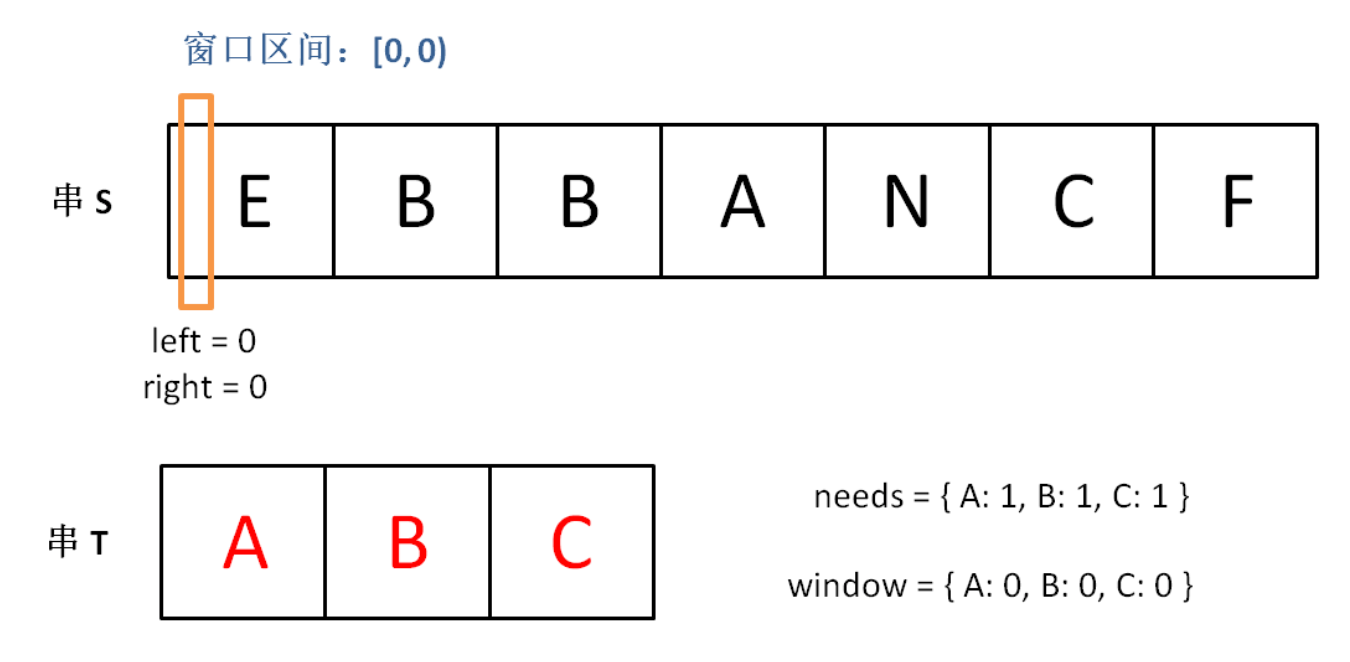 窗口区间：[0, 0)
串 S E B B A N C F
left = 0
right = 0
串 T A B C
needs = { A: 1, B: 1, C: 1 }
window = { A: 0, B: 0, C: 0 }